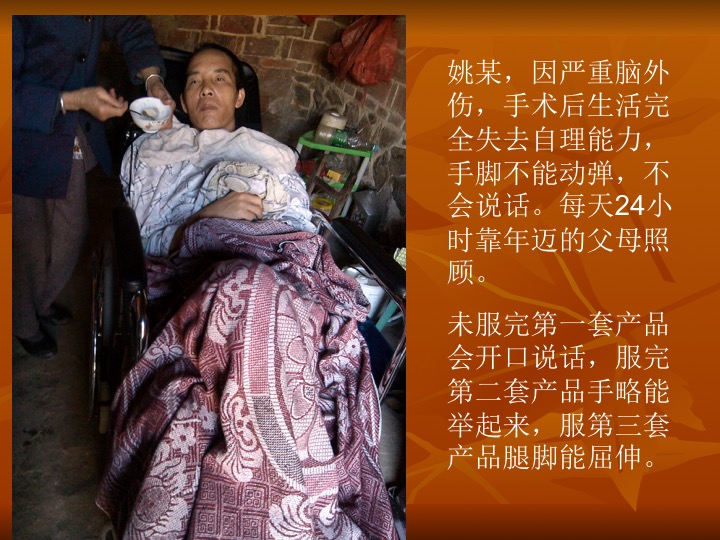 姚某，因严重脑外
伤，手术后生活完
全失去自理能力，
手脚不能动弹，不
会说话。每天24小
时靠年迈的父母照
顾。
未服完第一套产品
会开口说话，服完
第二套产品手略能
举起来，服第三套
产品腿脚能屈伸。